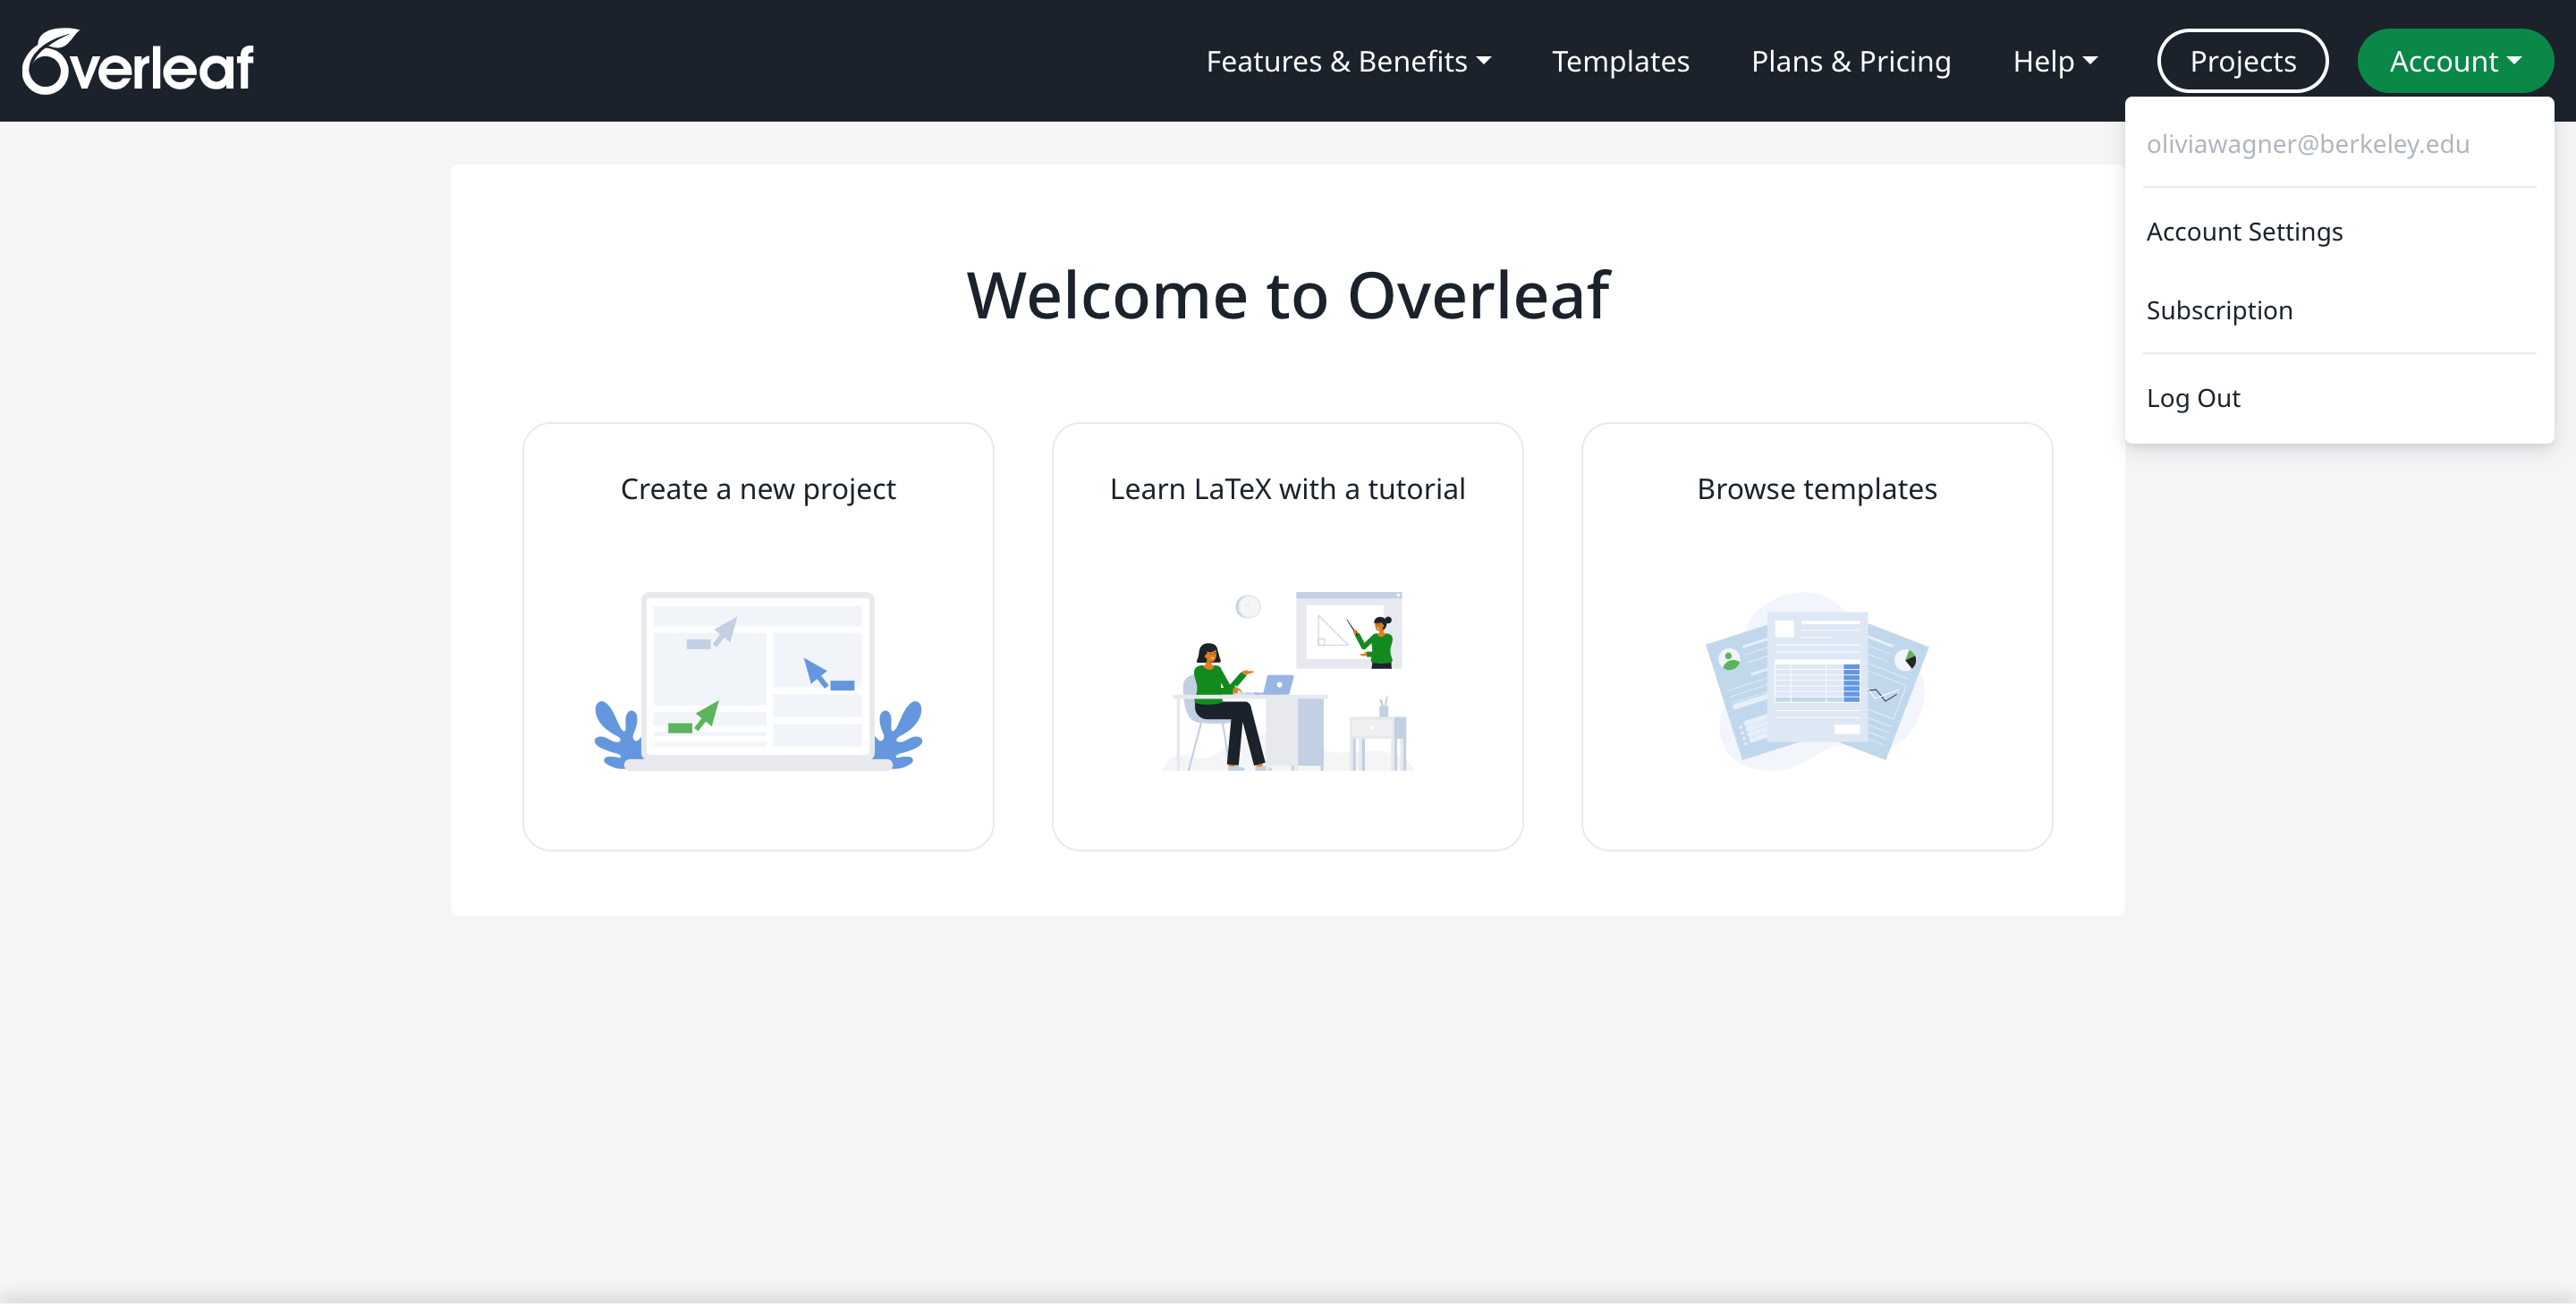 Overleaf
Features & Benefits
Templates
Plans & Pricing
Help
Projects
Account
oliviawagner@berkeley.edu
Account Settings
Subscription
Log Out
Welcome to Overleaf
Create a new project
Learn LaTeX with a tutorial
Browse templates